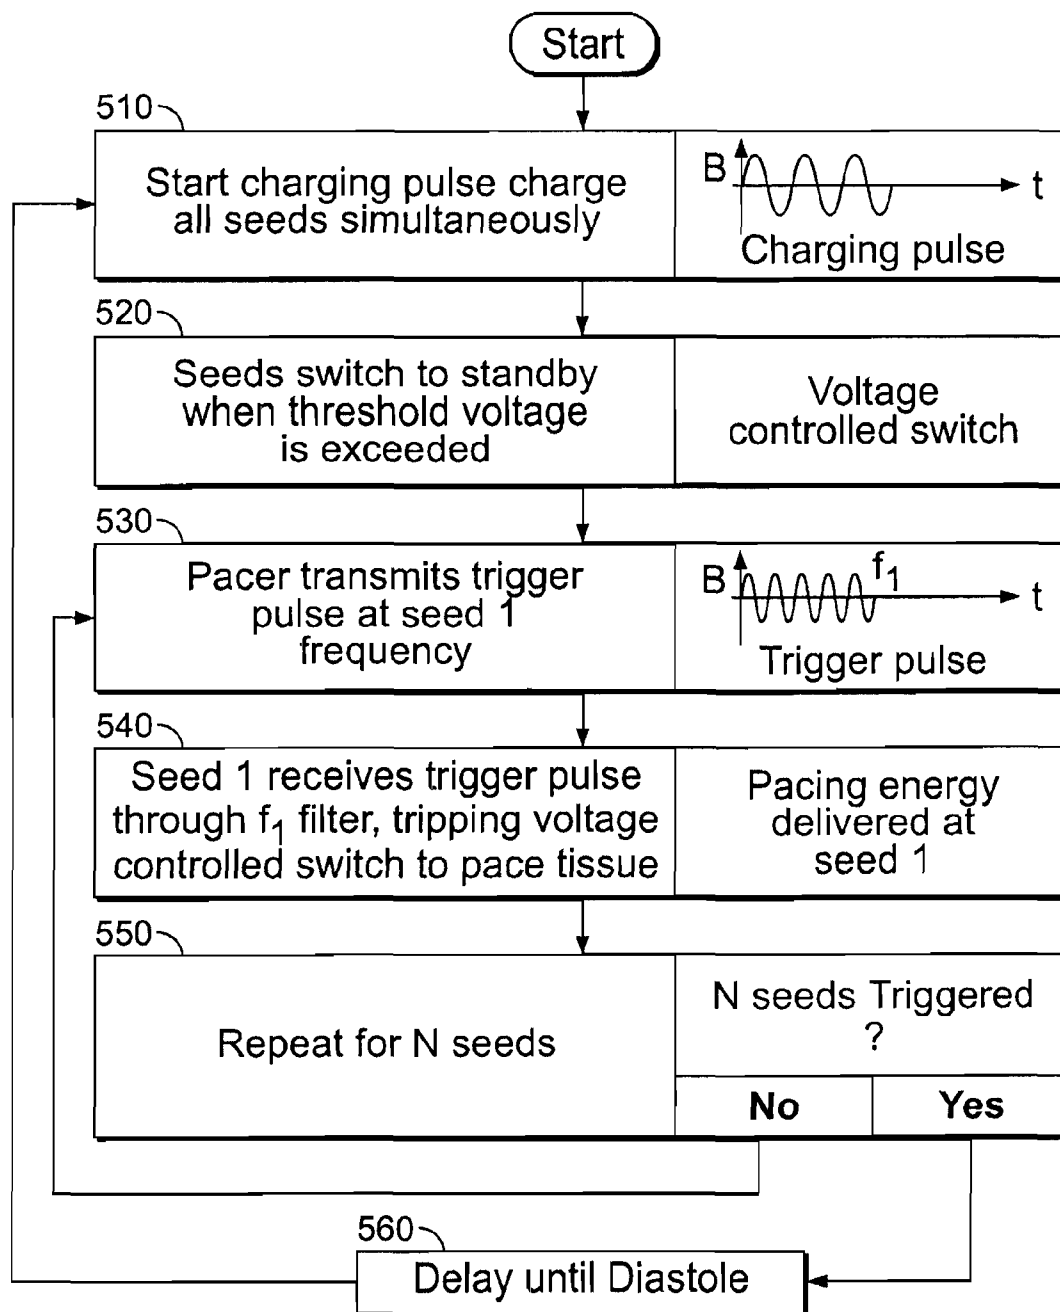 Start
510
Start charging pulse charge
all seeds simultaneously
B
t
Charging pulse
520
Seeds switch to standby
when threshold voltage
is exceeded
Voltage
controlled switch
530
Pacer transmits trigger
pulse at seed 1
frequency
B
f1
t
Trigger pulse
540
Seed 1 receives trigger pulse
through f1 filter, tripping voltage
controlled switch to pace tissue
Pacing energy
delivered at
seed 1
550
Repeat for N seeds
N seeds Triggered
?
No
Yes
560
Delay until Diastole